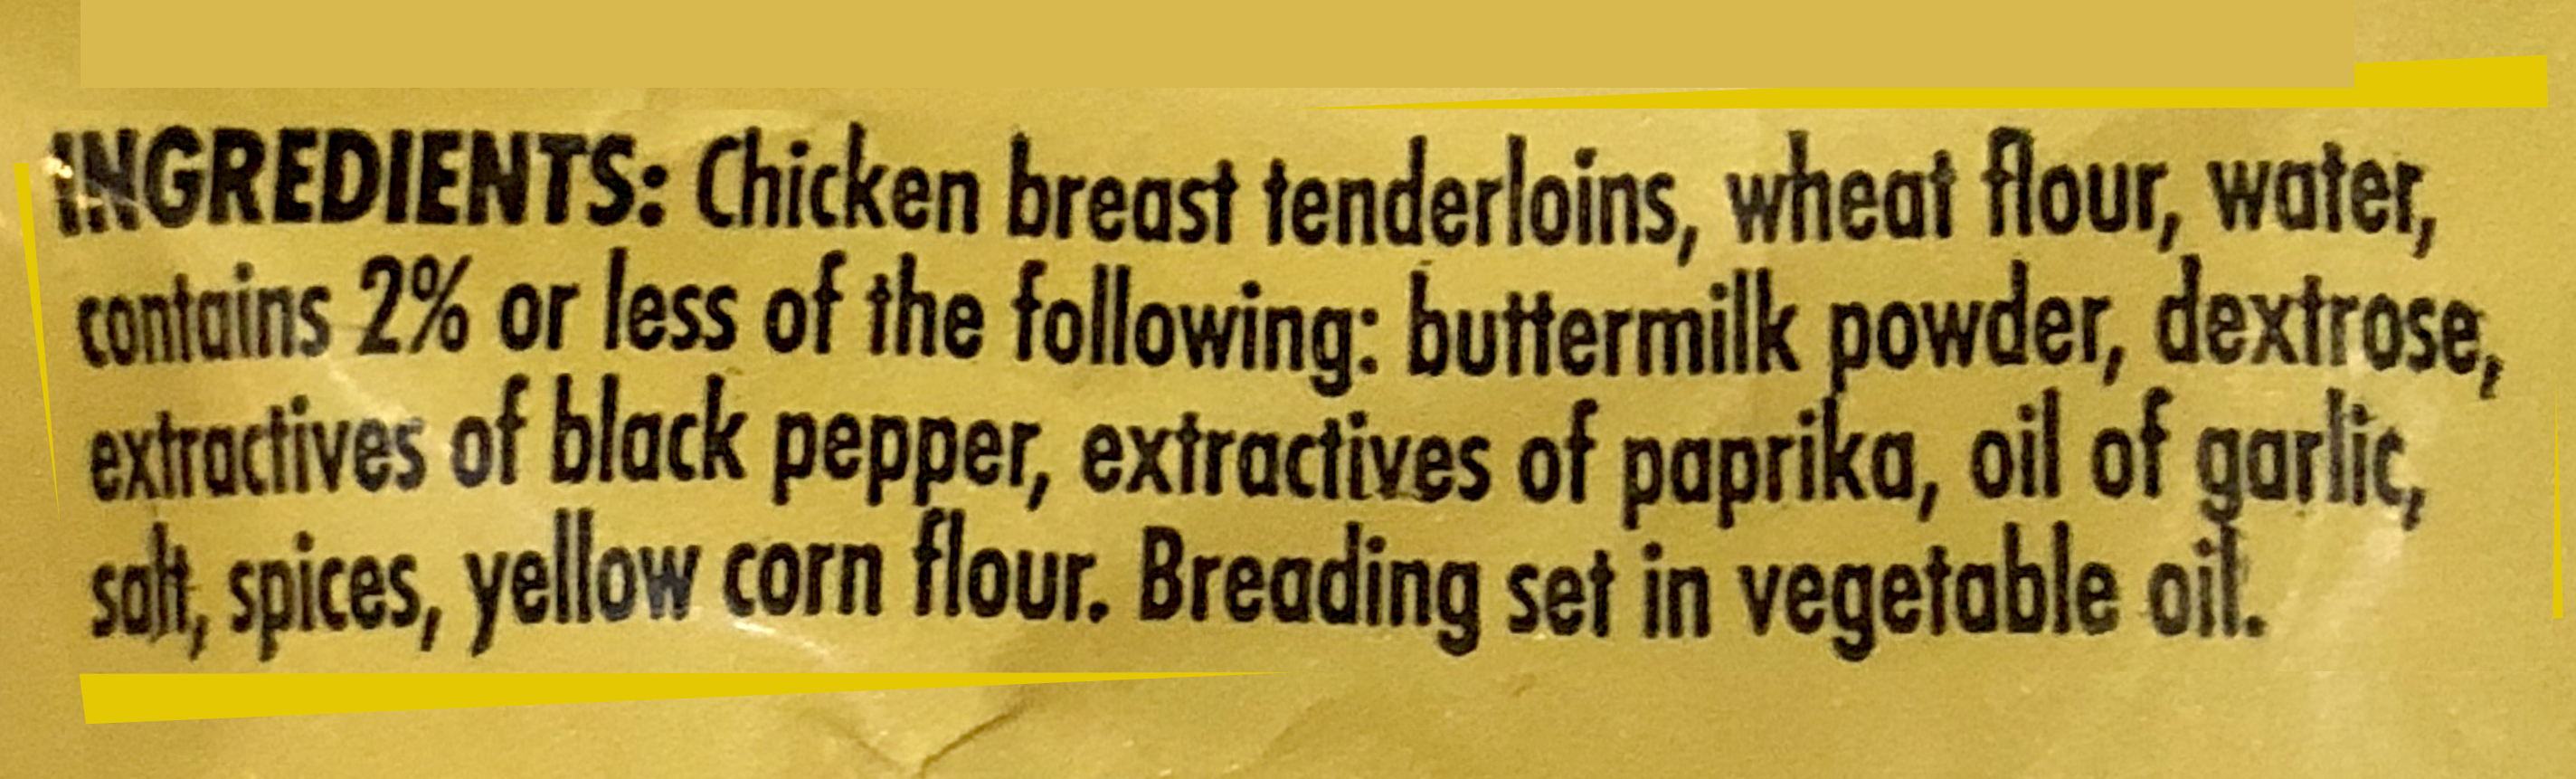 INGREDIENTS: Chicken breast tenderloins, wheat flour, water,
contains 2% or less of the following: buttermilk powder, dextrose,
extractives of black pepper, extractives of paprika, oil of garlic,
salt, spices, yellow corn flour. Breading set in vegetable oil.